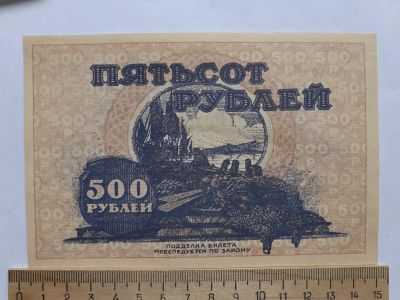 ПЯТЬСОТ
РУБЛЕЙ
500
РУБЛЕЙ
ПОДДЕЛКА БИЛЕТА
ПРЕСЛЕДУЕТСЯ ПО ЗАКОНУ
0 1 2 3 4 5 6 7 8 9 10 11 12 13 14 15